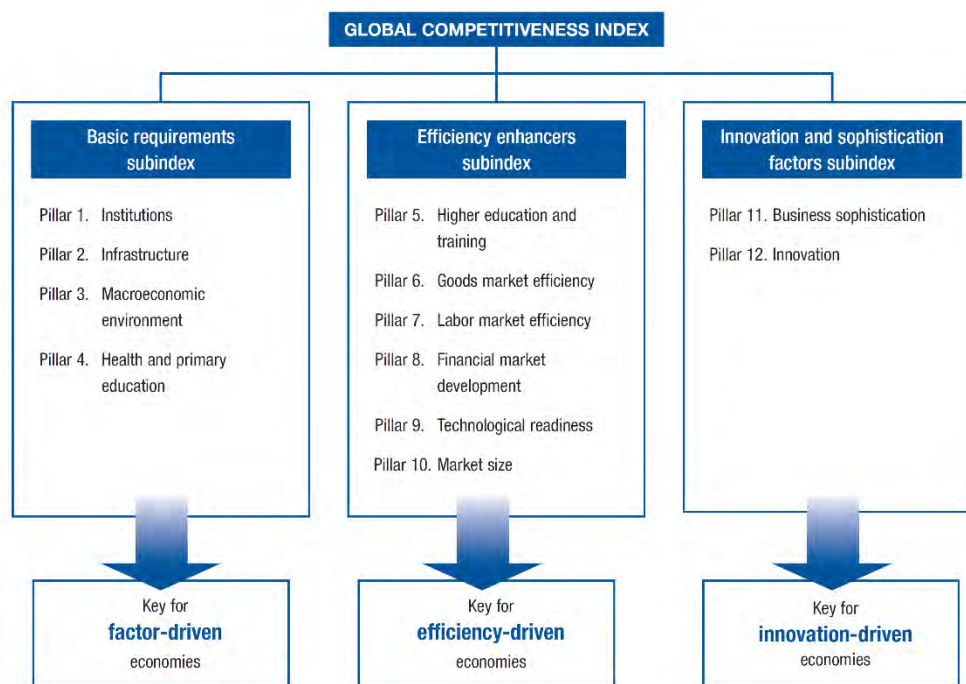 GLOBAL COMPETITIVENESS INDEX
Basic requirements
subindex
Pillar 1. Institutions
Pillar 2. Infrastructure
Pillar 3. Macroeconomic
environment
Pillar 4. Health and primary
education
Key for
factor-driven
economies
Efficiency enhancers
subindex
Pillar 5. Higher education and
training
Pillar 6. Goods market efficiency
Pillar 7. Labor market efficiency
Pillar 8. Financial market
development
Pillar 9. Technological readiness
Pillar 10. Market size
Key for
efficiency-driven
economies
Innovation and sophistication
factors subindex
Pillar 11. Business sophistication
Pillar 12. Innovation
Key for
innovation-driven
economies